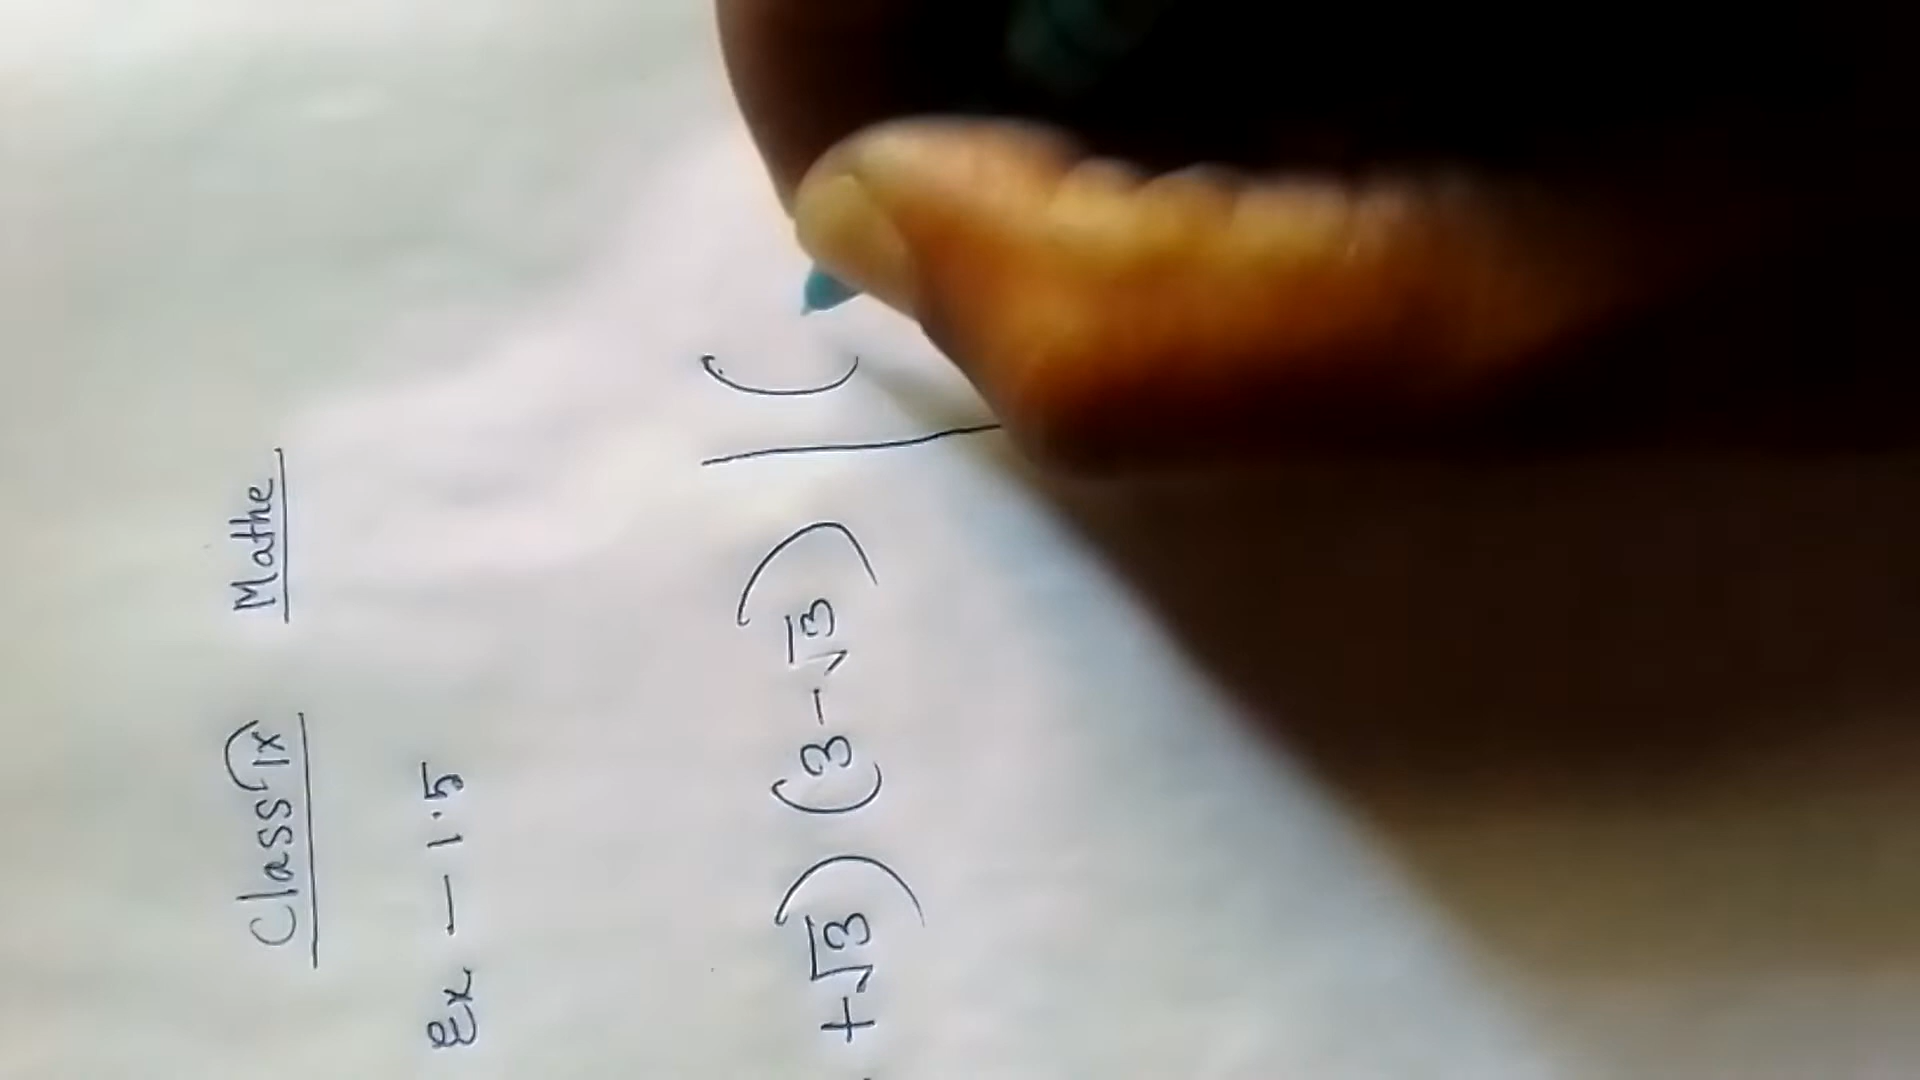 Class IX Mathe
Ex – 1.5
+√3) (3-√3) | (